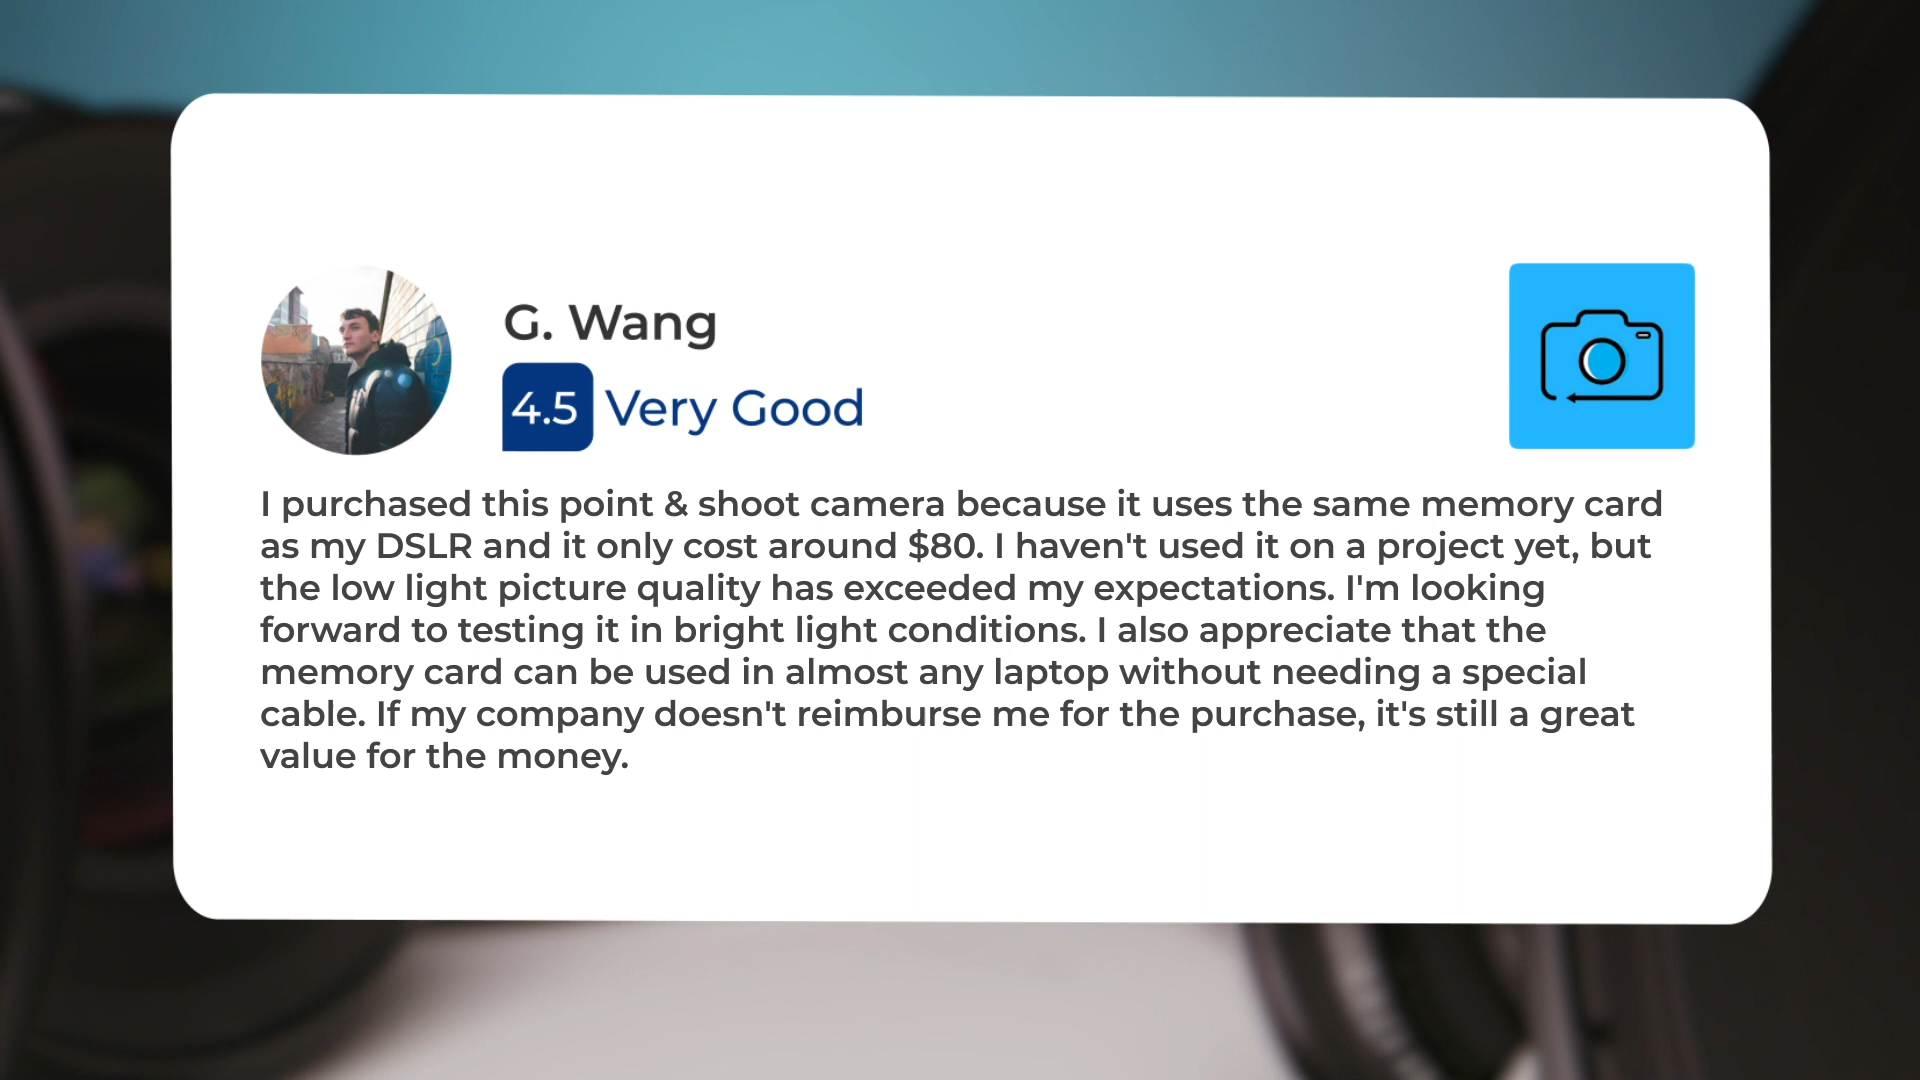 G. Wang
4.5 Very Good
I purchased this point & shoot camera because it uses the same memory card
as my DSLR and it only cost around $80. I haven't used it on a project yet, but
the low light picture quality has exceeded my expectations. I'm looking
forward to testing it in bright light conditions. I also appreciate that the
memory card can be used in almost any laptop without needing a special
cable. If my company doesn't reimburse me for the purchase, it's still a great
value for the money.